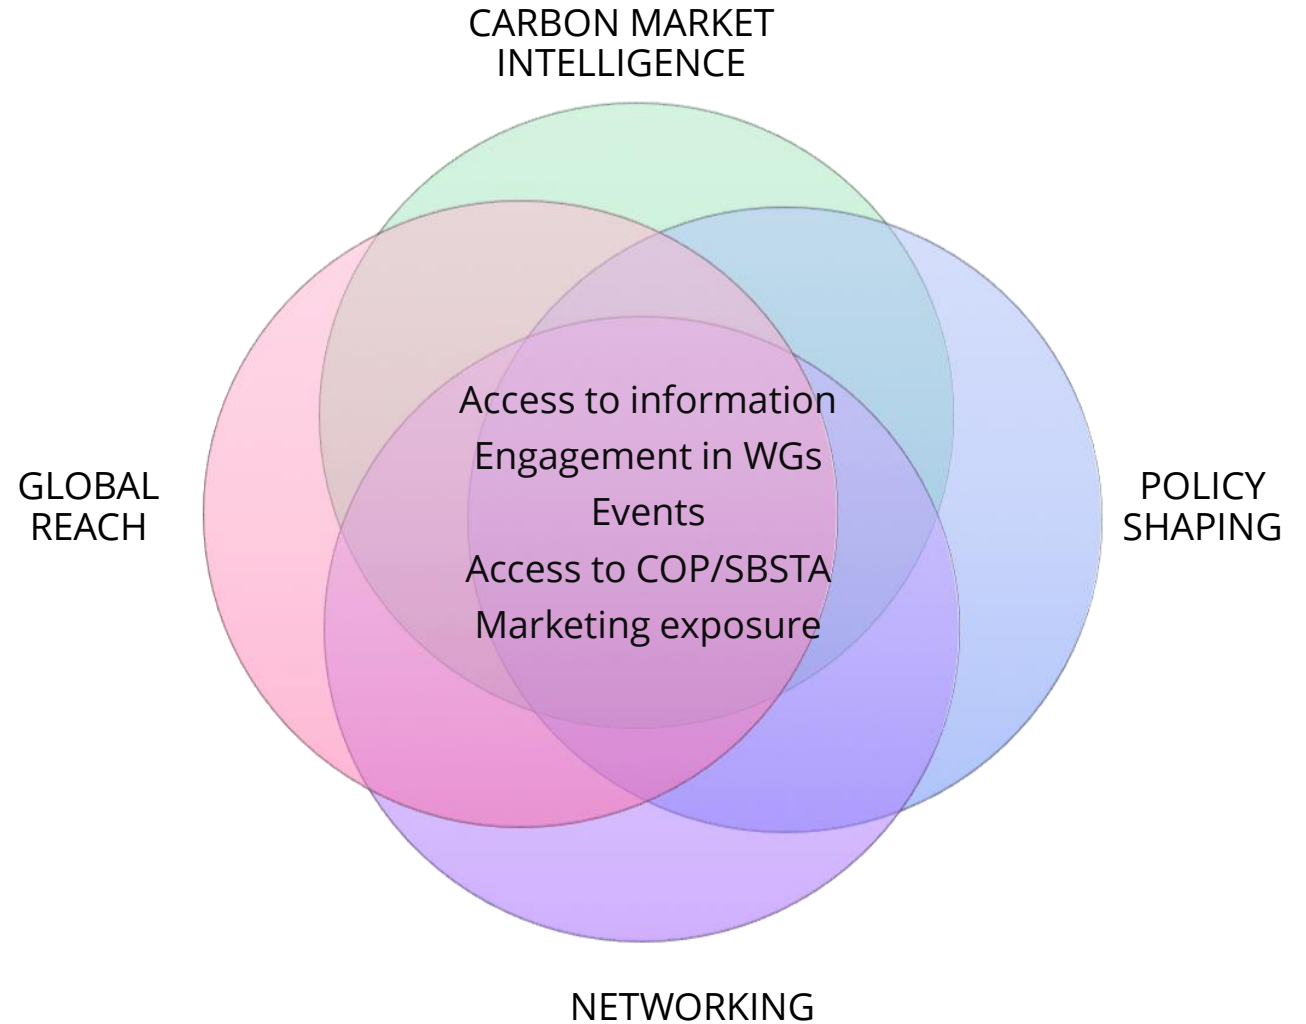 CARBON MARKET
INTELLIGENCE
Access to information
Engagement in WGs
Events
Access to COP/SBSTA
Marketing exposure
GLOBAL
REACH
POLICY
SHAPING
NETWORKING